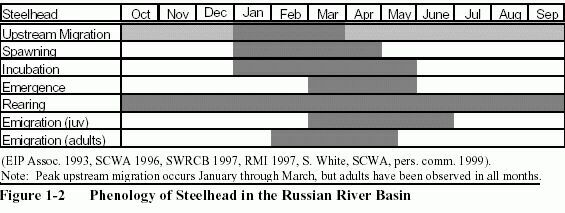 Steelhead Oct Nov Dec Jan Feb Mar Apr May June Jul Aug Sep
Upstream Migration
Spawning
Incubation
Emergence
Rearing
Emigration (juv)
Emigration (adults)
(EIP Assoc. 1993, SCWA 1996, SWRCB 1997, RMI 1997, S. White, SCWA, pers. comm. 1999).
Note: Peak upstream migration occurs January through March, but adults have been observed in all months.
Figure 1-2 Phenology of Steelhead in the Russian River Basin